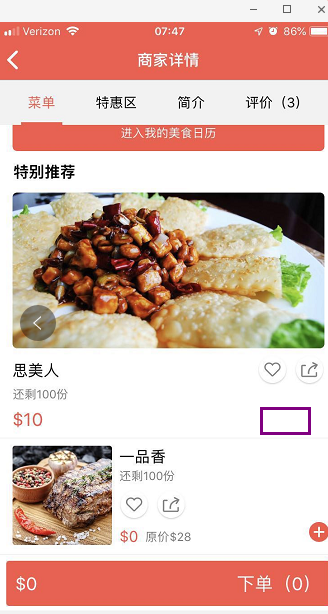 Verizon 07:47 86%
商家详情
菜单 特惠区 简介 评价（3）
进入我的美食日历
特别推荐
思美人
还剩100份
$10
一品香
还剩100份
$0 原价$28
$0 下单（0）